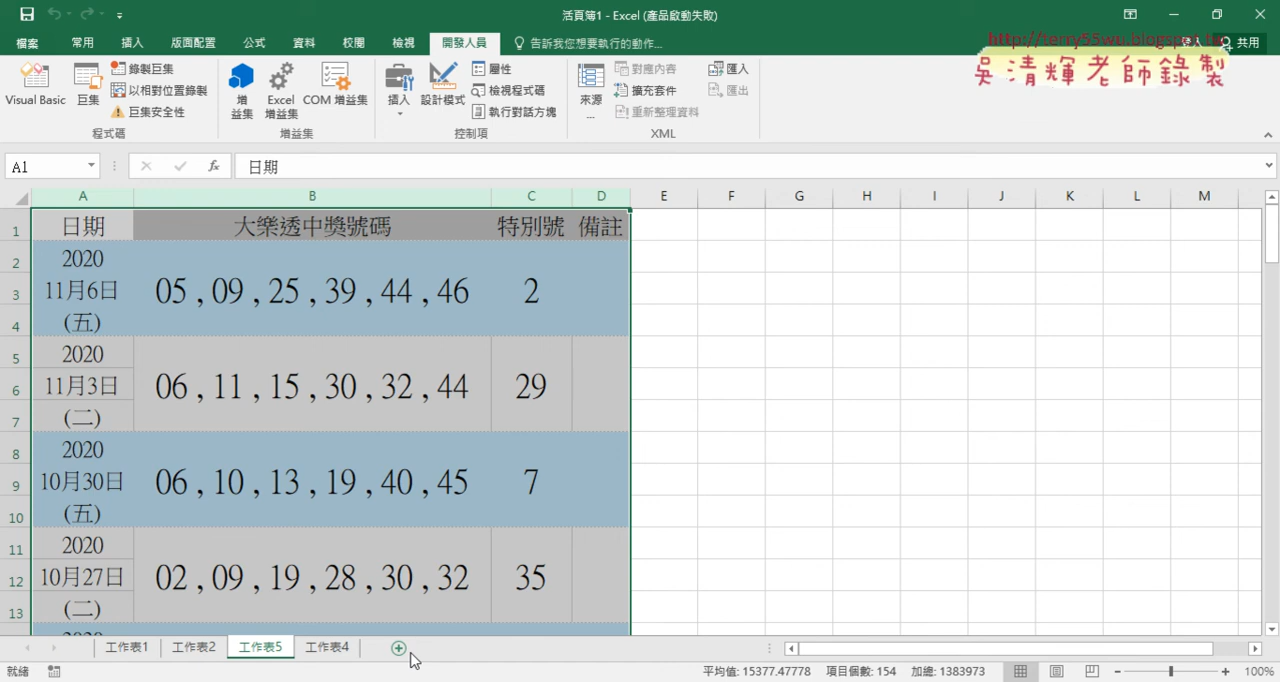 活頁簿1 - Excel (產品啟動失敗)
檔案 常用 插入 版面配置 公式 資料 校閱 檢視 開發人員 告訴我您想要執行的動作... 共用
http://terry55wu.blogspot.tw
吳清輝老師錄製
Visual Basic 巨集 錄製巨集 以相對位置錄製 巨集安全性 程式碼
增益集 Excel 增益集 COM 增益集 增益集
插入 設計模式 屬性 檢視程式碼 執行對話方塊 控制項
來源 ... 對應內容 擴充套件 重新整理資料 匯入 匯出 XML
A1 fx 日期
A B C D E F G H I J K L M
1 日期 大樂透中獎號碼 特別號 備註
2 2020
3 11月6日 05 , 09 , 25 , 39 , 44 , 46 2
4 (五)
5 2020
6 11月3日 06 , 11 , 15 , 30 , 32 , 44 29
7 (二)
8 2020
9 10月30日 06 , 10 , 13 , 19 , 40 , 45 7
10 (五)
11 2020
12 10月27日 02 , 09 , 19 , 28 , 30 , 32 35
13 (二)
工作表1 工作表2 工作表5 工作表4
就緒 平均值: 15377.47778 項目個數: 154 加總: 1383973 100%